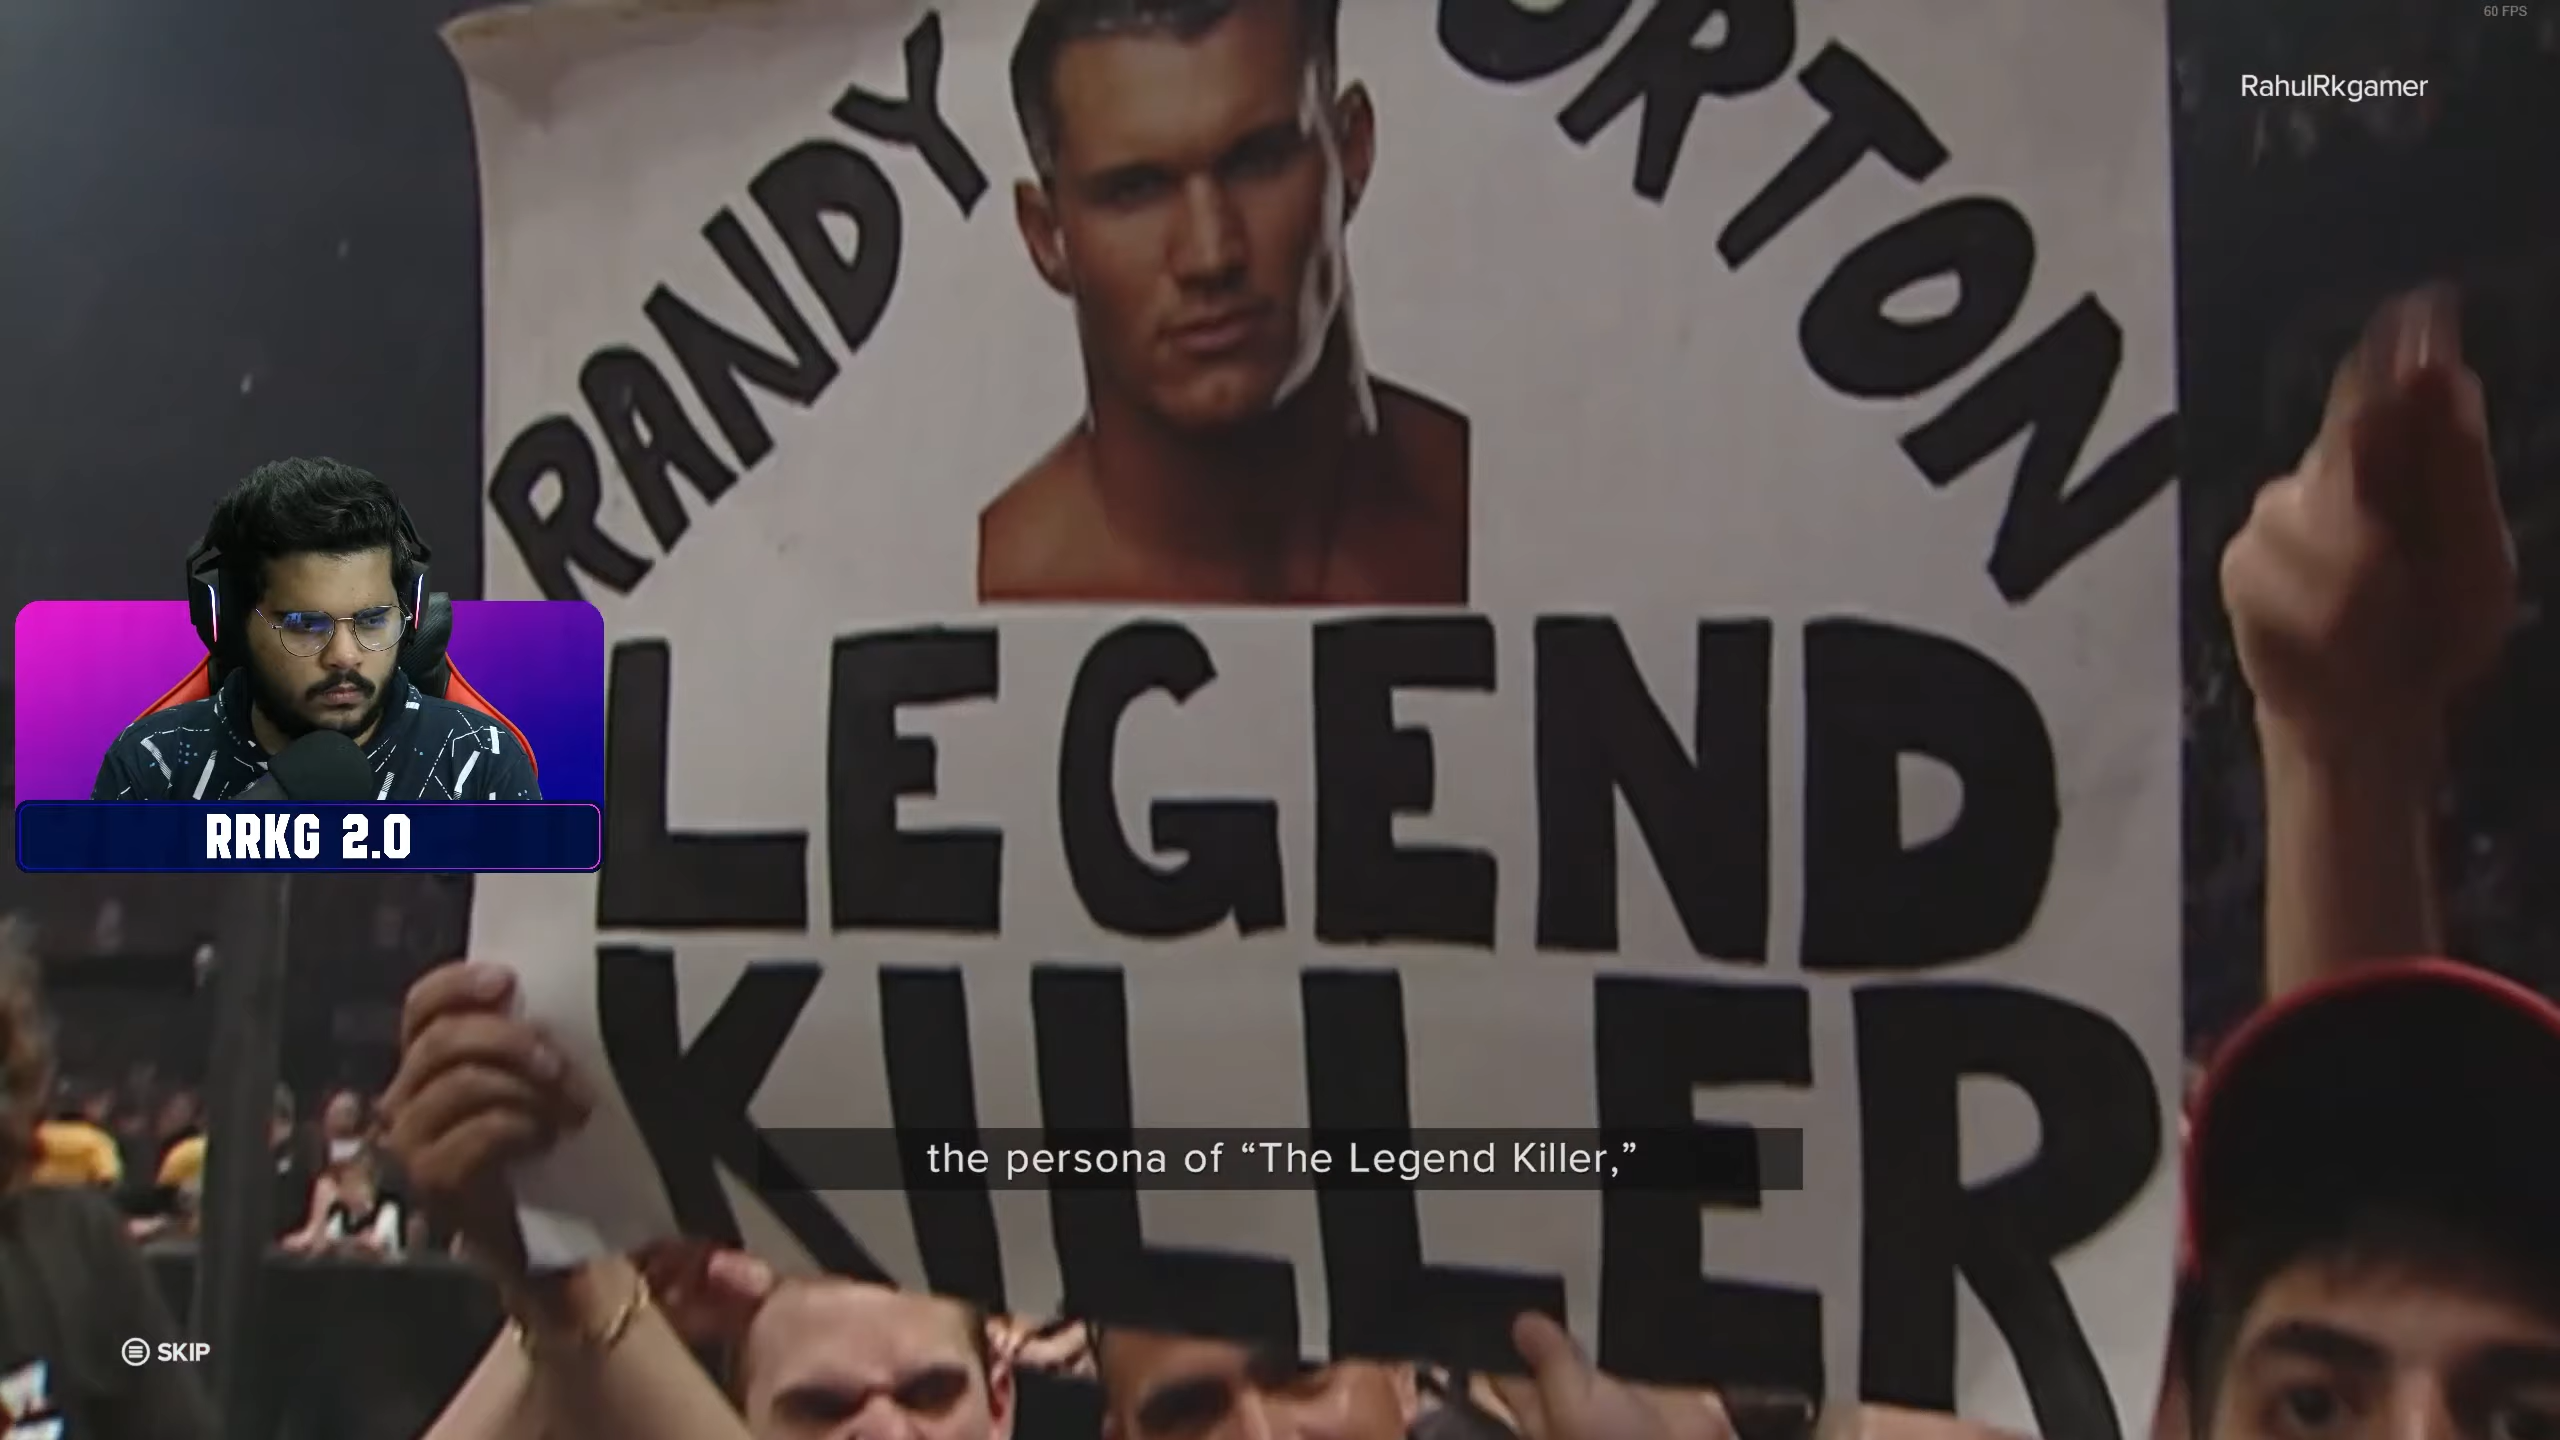 60 FPS
RahulRkgamer
RANDY ORTON
LEGEND
KILLER
RRKG 2.0
the persona of “The Legend Killer,”
SKIP